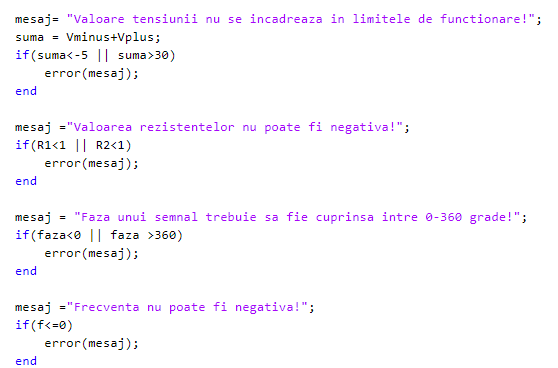 mesaj= "Valoare tensiunii nu se incadreaza in limitele de functionare!";
suma = Vminus+Vplus;
if(suma<-5 || suma>30)
    error(mesaj);
end

mesaj ="Valoarea rezistentelor nu poate fi negativa!";
if(R1<1 || R2<1)
    error(mesaj);
end

mesaj = "Faza unui semnal trebuie sa fie cuprinsa intre 0-360 grade!";
if(faza<0 || faza >360)
    error(mesaj);
end

mesaj ="Frecventa nu poate fi negativa!";
if(f<=0)
    error(mesaj);
end